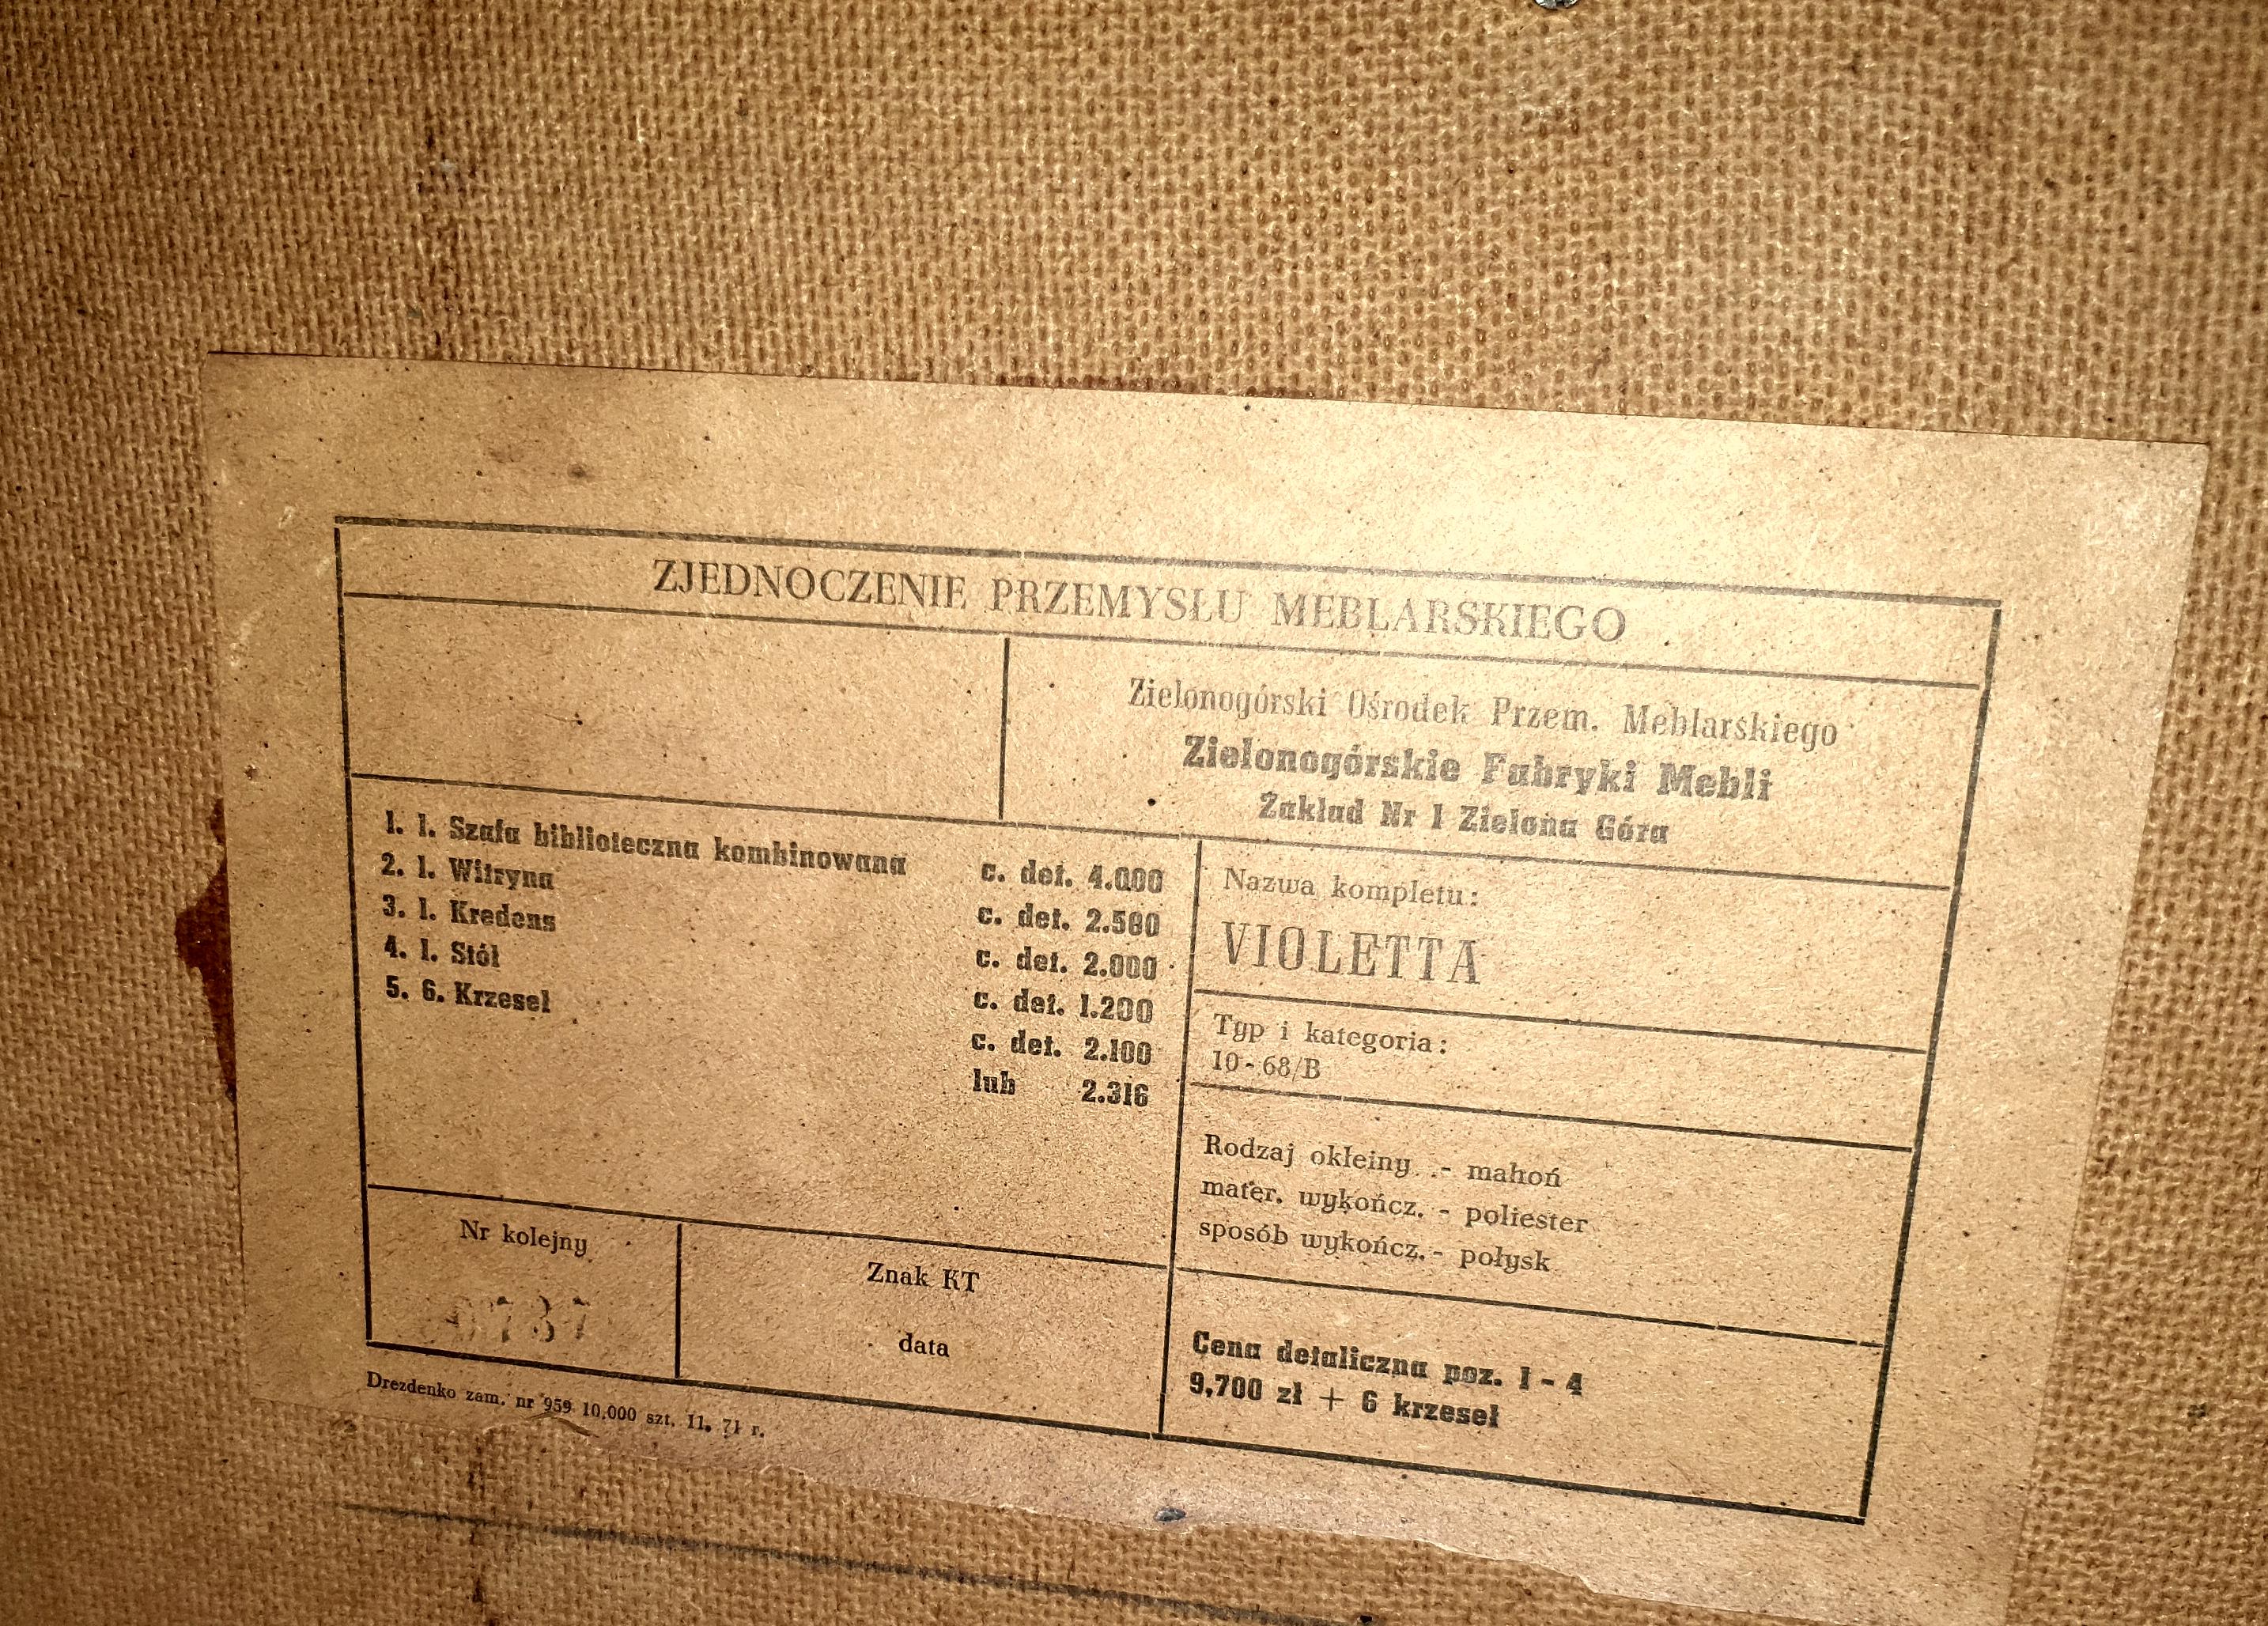 ZJEDNOCZENIE PRZEMYSŁU MEBLARSKIEGO
Zielonogórski Ośrodek Przem. Meblarskiego
Zielonogórskie Fabryki Mebli
Zakład Nr 1 Zielona Góra
1. 1. Szafa biblioteczna kombinowana c. det. 4.000
2. 1. Witryna c. det. 2.500
3. 1. Kredens c. det. 2.000
4. 1. Stół c. det. 1.200
5. 6. Krzeseł c. det. 2.100
lub 2.316
Nazwa kompletu:
VIOLETTA
Typ i kategoria:
10-68/B
Rodzaj okleiny - mahoń
mater. wykończ. - poliester
sposób wykończ. - połysk
Nr kolejny
Znak KT
data
Cena detaliczna poz. 1 - 4
9,700 zł + 6 krzeseł
Drezdenko zam. nr 959 10.000 szt. 11. 71 r.